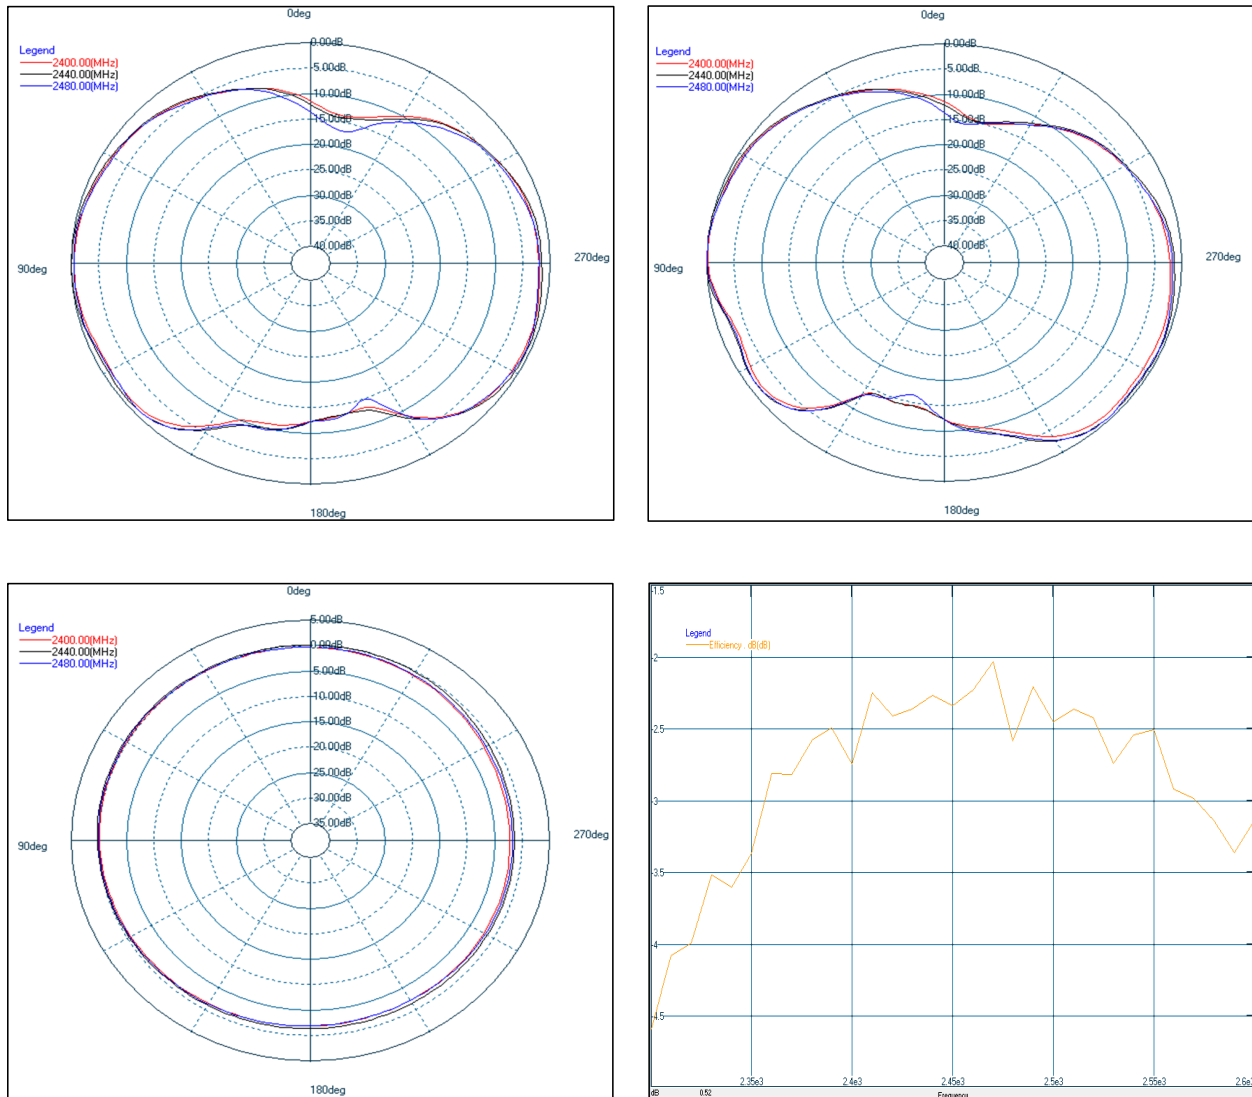 0deg
Legend
2400.00(MHz)
2440.00(MHz)
2480.00(MHz)
0.00dB
5.00dB
10.00dB
15.00dB
20.00dB
25.00dB
30.00dB
35.00dB
40.00dB
90deg
270deg
180deg
0deg
Legend
2400.00(MHz)
2440.00(MHz)
2480.00(MHz)
0.00dB
5.00dB
10.00dB
15.00dB
20.00dB
25.00dB
30.00dB
35.00dB
40.00dB
90deg
270deg
180deg
0deg
Legend
2400.00(MHz)
2440.00(MHz)
2480.00(MHz)
5.00dB
0.00dB
5.00dB
10.00dB
15.00dB
20.00dB
25.00dB
30.00dB
35.00dB
90deg
270deg
180deg
-1.5
Legend
Efficiency . dB(dB)
-2
-2.5
-3
-3.5
-4
-4.5
2.35e3 2.4e3 2.45e3 2.5e3 2.55e3 2.6e3
dB 0.52 Frequency